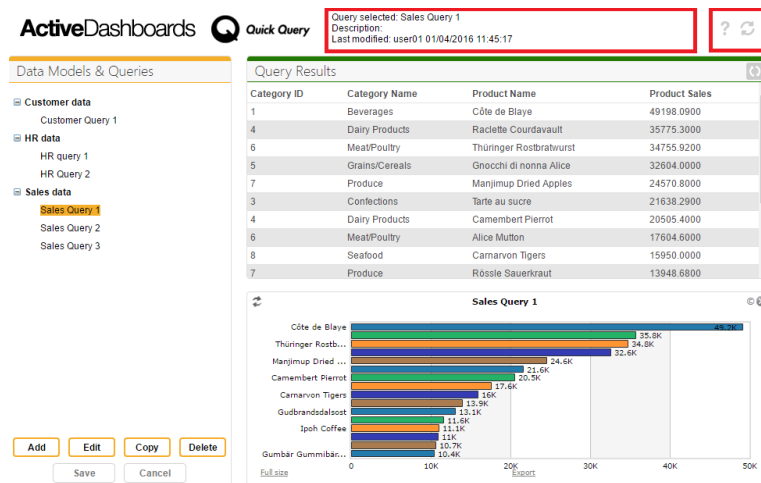 ActiveDashboards Quick Query
Query selected: Sales Query 1
Description:
Last modified: user01 01/04/2016 11:45:17
?
Data Models & Queries
Customer data
Customer Query 1
HR data
HR query 1
HR Query 2
Sales data
Sales Query 1
Sales Query 2
Sales Query 3
Add Edit Copy Delete
Save Cancel
Query Results
Category ID Category Name Product Name Product Sales
1 Beverages Côte de Blaye 49198.0900
4 Dairy Products Raclette Courdavault 35775.3000
6 Meat/Poultry Thüringer Rostbratwurst 34755.9200
5 Grains/Cereals Gnocchi di nonna Alice 32604.0000
7 Produce Manjimup Dried Apples 24570.8000
3 Confections Tarte au sucre 21638.2900
4 Dairy Products Camembert Pierrot 20505.4000
6 Meat/Poultry Alice Mutton 17604.6000
8 Seafood Carnarvon Tigers 15950.0000
7 Produce Rössle Sauerkraut 13948.6800
Sales Query 1 ©
Côte de Blaye 49.2K
35.8K
Thüringer Rostb... 34.8K
32.6K
Manjimup Dried ... 24.6K
21.6K
Camembert Pierrot 20.5K
17.6K
Carnarvon Tigers 16K
13.9K
Gudbrandsdalsost 13.1K
11.6K
Ipoh Coffee 11.1K
11K
10.7K
Gumbär Gummibär... 10.4K
0 10K 20K 30K 40K 50K
Full size Export